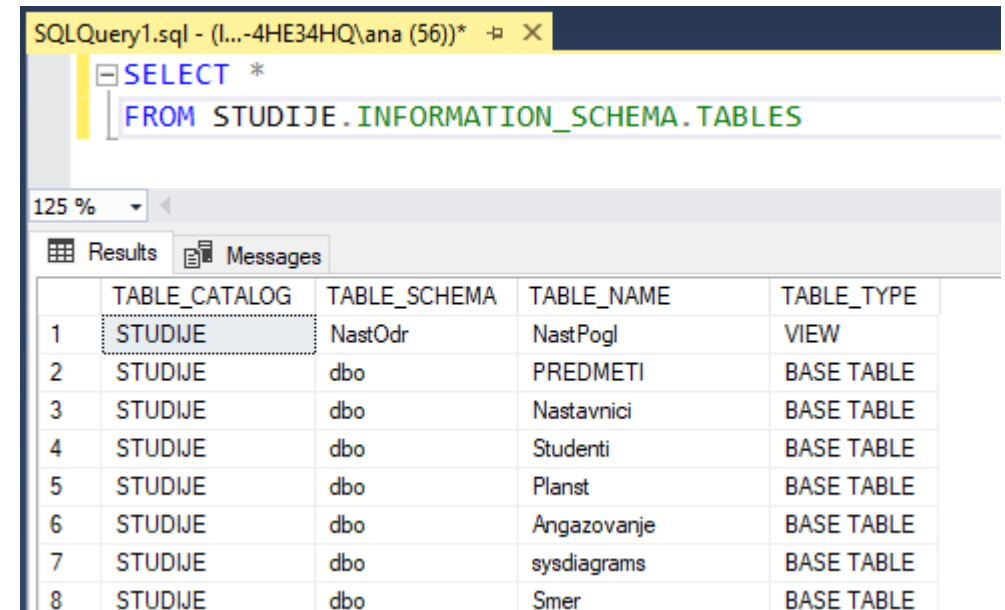 SQLQuery1.sql - (l...-4HE34HQ\ana (56))*
SELECT *
FROM STUDIJE.INFORMATION_SCHEMA.TABLES
125 %
Results Messages
TABLE_CATALOG TABLE_SCHEMA TABLE_NAME TABLE_TYPE
1 STUDIJE NastOdr NastPogl VIEW
2 STUDIJE dbo PREDMETI BASE TABLE
3 STUDIJE dbo Nastavnici BASE TABLE
4 STUDIJE dbo Studenti BASE TABLE
5 STUDIJE dbo Planst BASE TABLE
6 STUDIJE dbo Angazovanje BASE TABLE
7 STUDIJE dbo sysdiagrams BASE TABLE
8 STUDIJE dbo Smer BASE TABLE